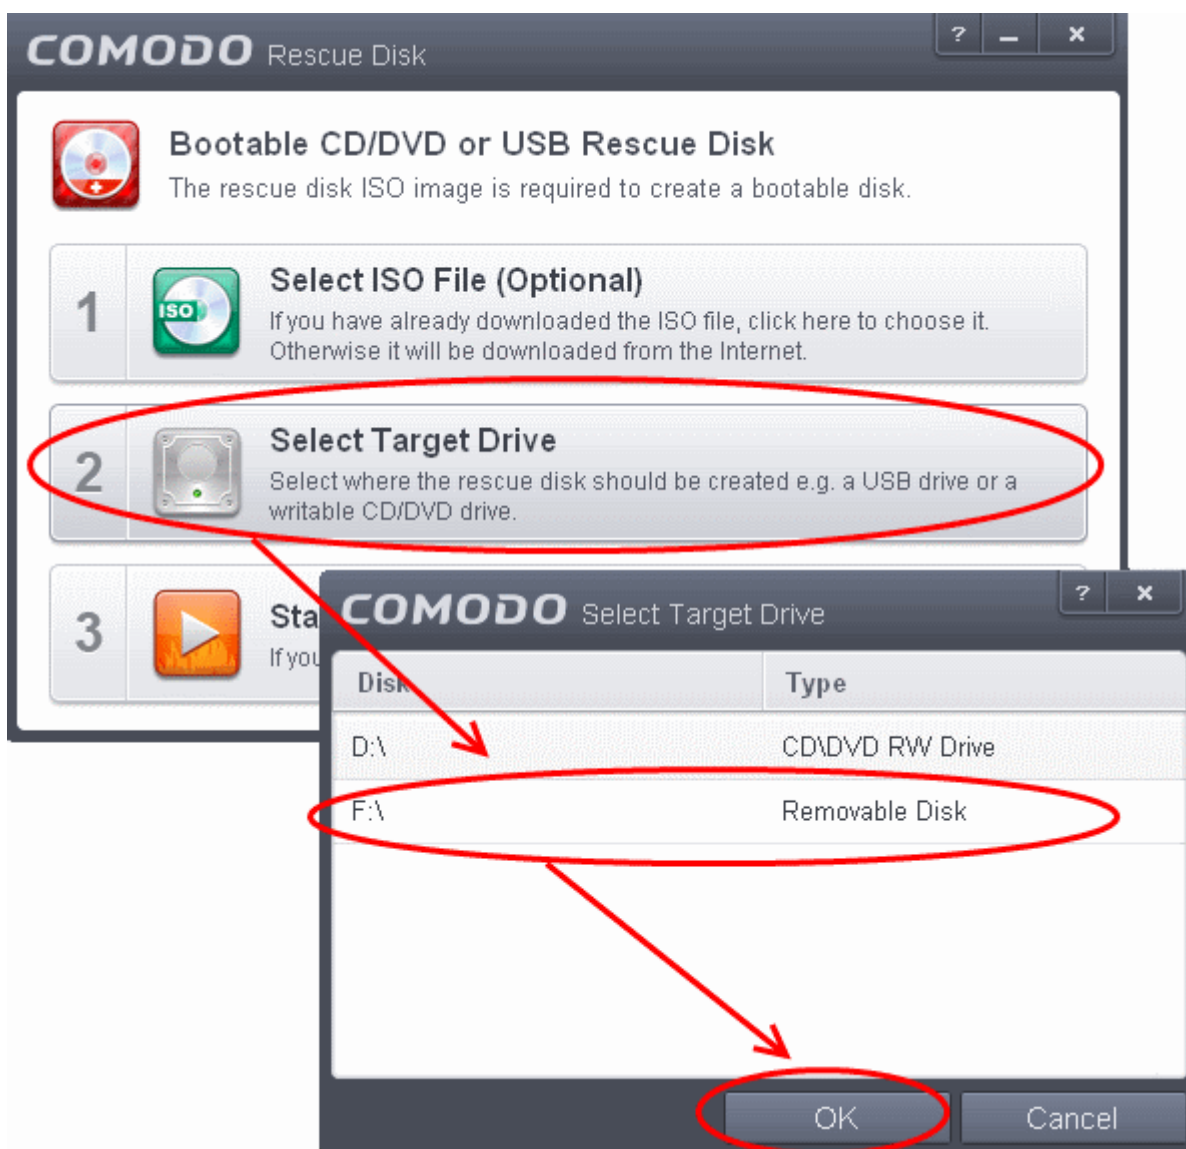 COMODO Rescue Disk
Bootable CD/DVD or USB Rescue Disk
The rescue disk ISO image is required to create a bootable disk.
1
ISO
Select ISO File (Optional)
If you have already downloaded the ISO file, click here to choose it.
Otherwise it will be downloaded from the Internet.
2
Select Target Drive
Select where the rescue disk should be created e.g. a USB drive or a
writable CD/DVD drive.
3
Sta
If you
COMODO Select Target Drive
Disk Type
D:\ CD\DVD RW Drive
F:\ Removable Disk
OK Cancel